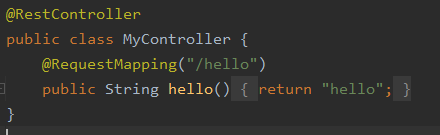 @RestController
public class MyController {
@RequestMapping("/hello")
public String hello() { return "hello"; }
}